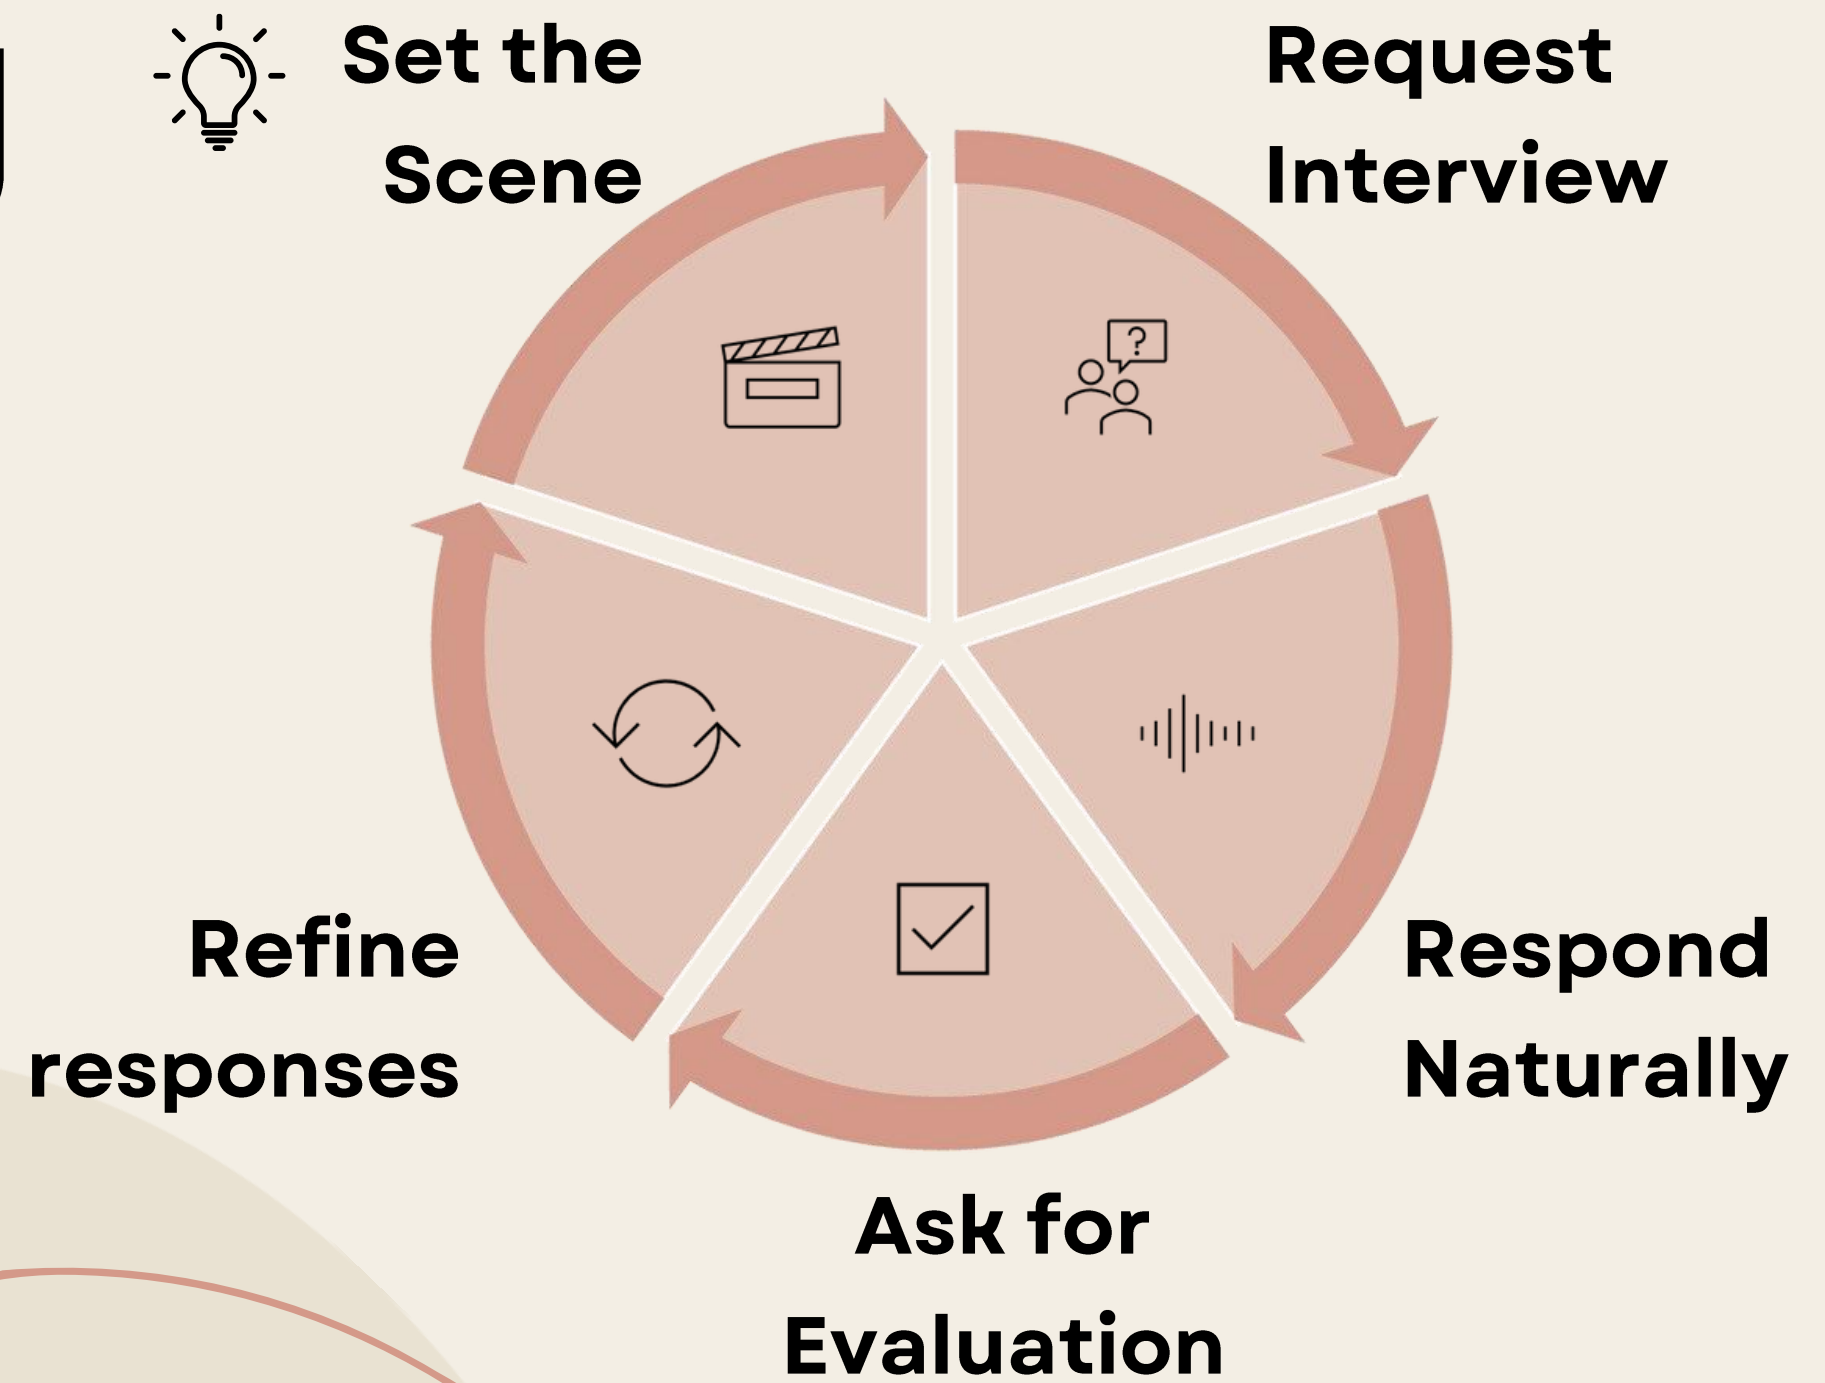 Set the
Scene
Request
Interview
?
Respond
Naturally
Ask for
Evaluation
Refine
responses